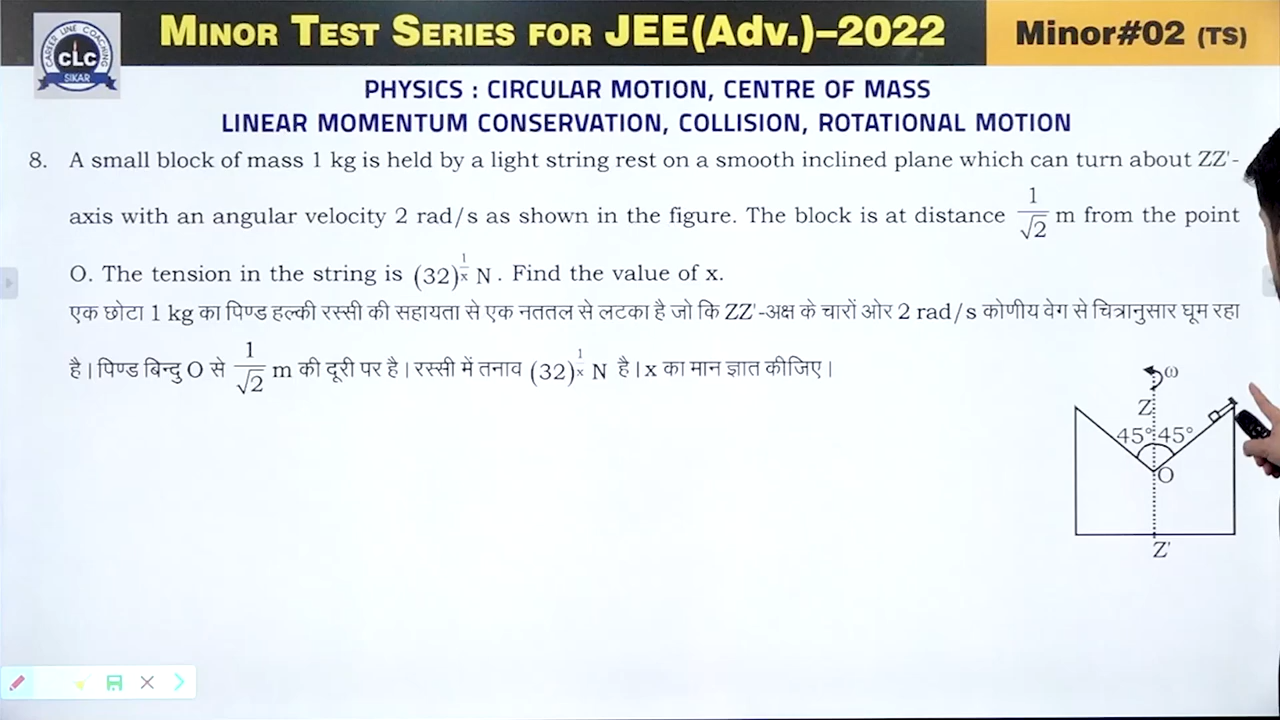 MINOR TEST SERIES FOR JEE(Adv.)–2022
Minor#02 (TS)
CAREER LINE COACHING
CLC
SIKAR
PHYSICS : CIRCULAR MOTION, CENTRE OF MASS
LINEAR MOMENTUM CONSERVATION, COLLISION, ROTATIONAL MOTION
8. A small block of mass 1 kg is held by a light string rest on a smooth inclined plane which can turn about ZZ'-
axis with an angular velocity 2 rad/s as shown in the figure. The block is at distance 1/√2 m from the point
O. The tension in the string is (32)^(1/x) N. Find the value of x.
एक छोटा 1 kg का पिण्ड हल्की रस्सी की सहायता से एक नततल से लटका है जो कि ZZ'-अक्ष के चारों ओर 2 rad/s कोणीय वेग से चित्रानुसार घूम रहा
है। पिण्ड बिन्दु O से 1/√2 m की दूरी पर है। रस्सी में तनाव (32)^(1/x) N है। x का मान ज्ञात कीजिए।
ω
Z
45° 45°
O
Z'